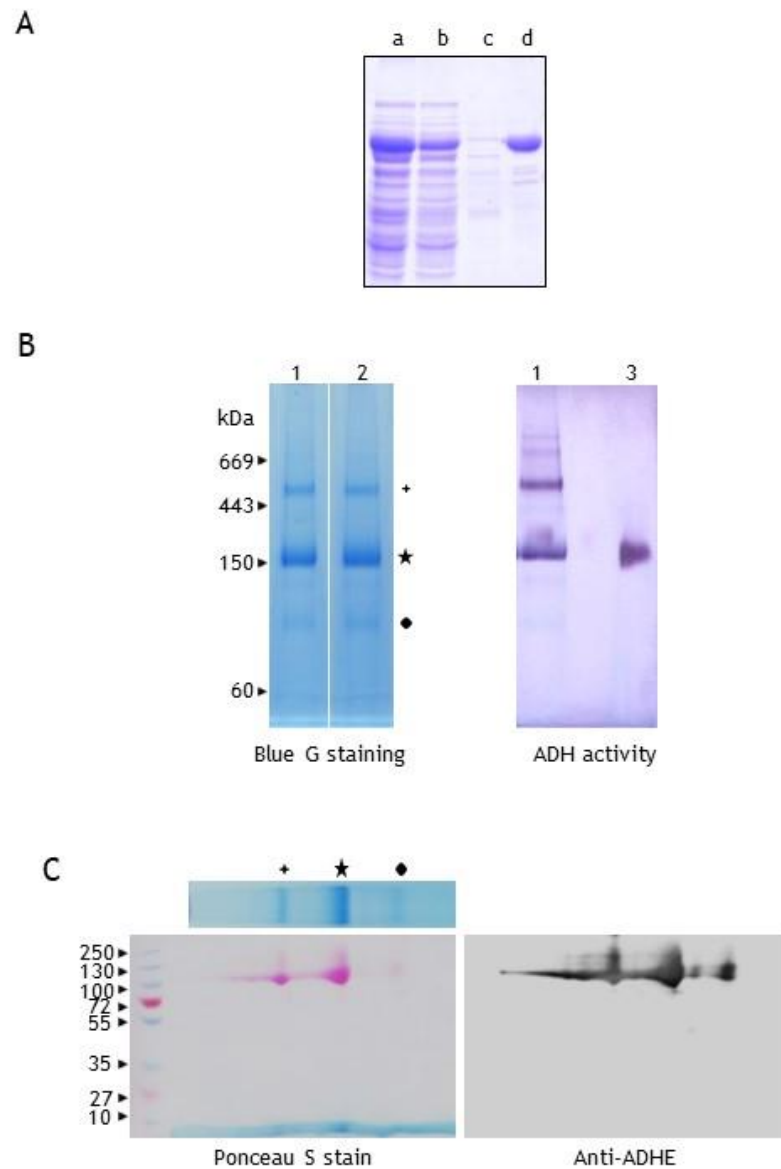 A
a b c d
B
1 2 1 3
kDa
669
443
150
60
Blue G staining ADH activity
C
250
130
100
72
55
35
27
10
Ponceau S stain Anti-ADHE